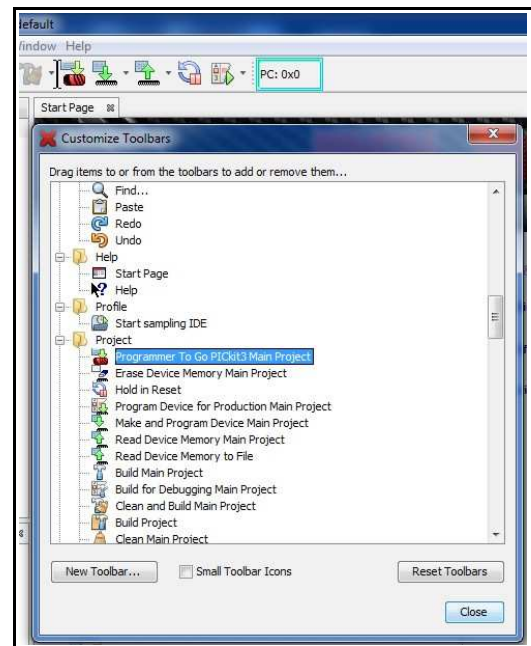 default
Window Help
PC: 0x0
Start Page
Customize Toolbars
Drag items to or from the toolbars to add or remove them...
Find...
Paste
Redo
Undo
Help
Start Page
Help
Profile
Start sampling IDE
Project
Programmer To Go PICkit3 Main Project
Erase Device Memory Main Project
Hold in Reset
Program Device for Production Main Project
Make and Program Device Main Project
Read Device Memory Main Project
Read Device Memory to File
Build Main Project
Build for Debugging Main Project
Clean and Build Main Project
Build Project
Clean Main Project
New Toolbar... Small Toolbar Icons Reset Toolbars
Close